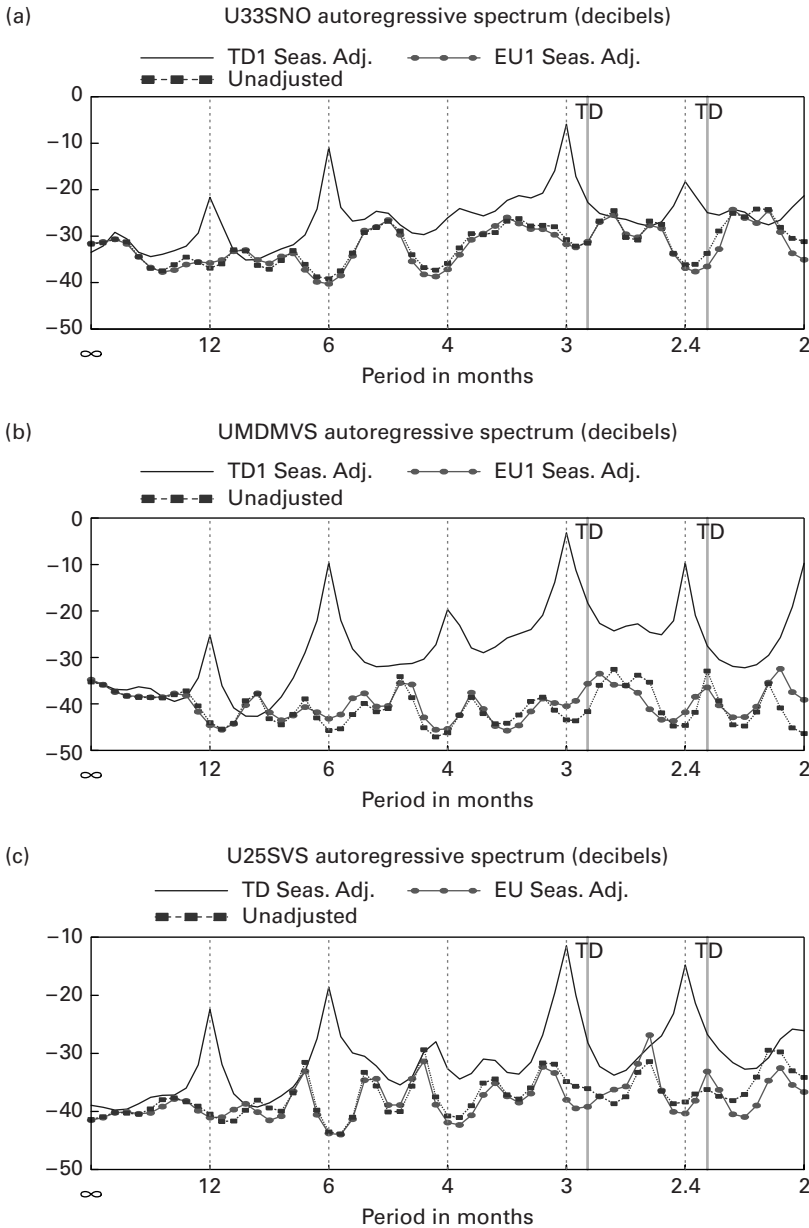 (a) U33SNO autoregressive spectrum (decibels)
TD1 Seas. Adj. EU1 Seas. Adj.
Unadjusted
0
TD TD
−10
−20
−30
−40
−50
∞ 12 6 4 3 2.4 2
Period in months
(b) UMDMVS autoregressive spectrum (decibels)
TD1 Seas. Adj. EU1 Seas. Adj.
Unadjusted
0
TD TD
−10
−20
−30
−40
−50
∞ 12 6 4 3 2.4 2
Period in months
(c) U25SVS autoregressive spectrum (decibels)
TD Seas. Adj. EU Seas. Adj.
Unadjusted
−10
TD TD
−20
−30
−40
−50
∞ 12 6 4 3 2.4 2
Period in months